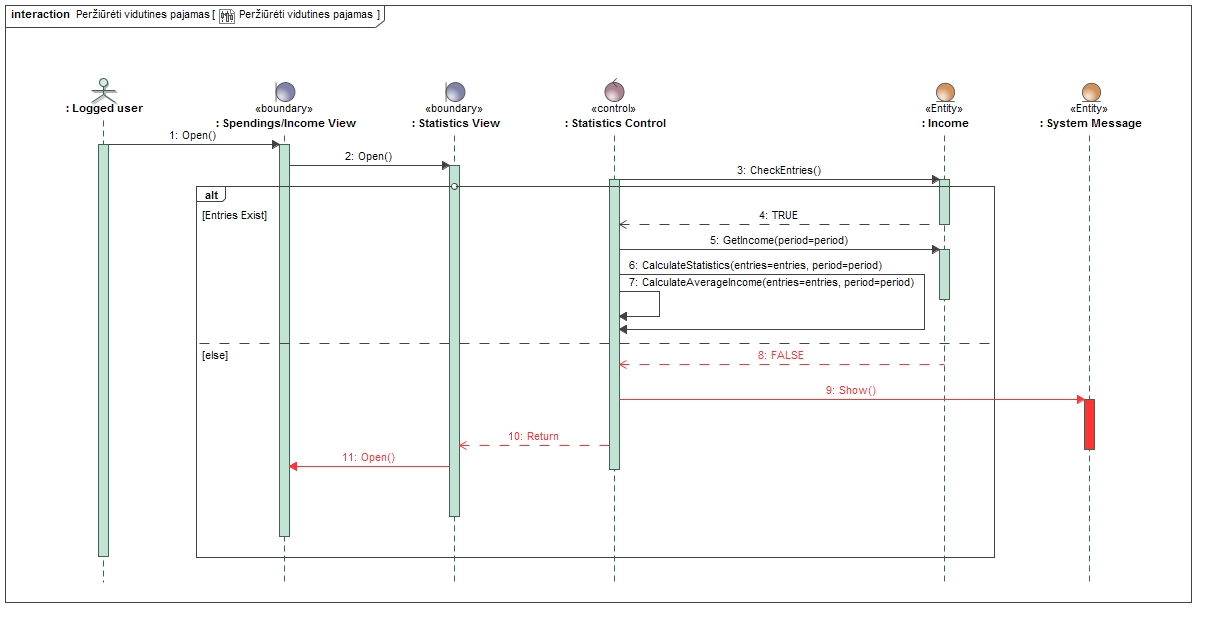 interaction Peržiūrėti vidutines pajamas [ Peržiūrėti vidutines pajamas ]
: Logged user
«boundary»
: Spendings/Income View
«boundary»
: Statistics View
«control»
: Statistics Control
«Entity»
: Income
«Entity»
: System Message
1: Open()
2: Open()
3: CheckEntries()
alt
[Entries Exist]
4: TRUE
5: GetIncome(period=period)
6: CalculateStatistics(entries=entries, period=period)
7: CalculateAverageIncome(entries=entries, period=period)
[else]
8: FALSE
9: Show()
10: Return
11: Open()